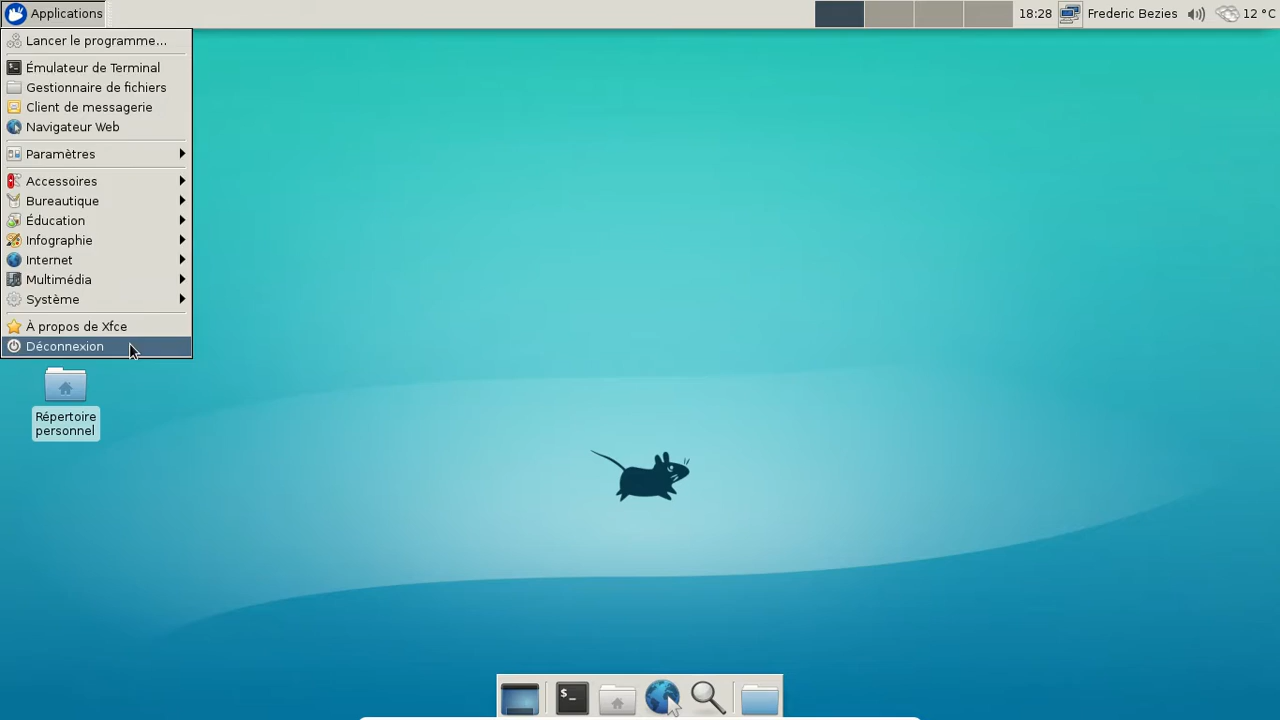 Applications
18:28
Frederic Bezies
12 °C
Lancer le programme...
Émulateur de Terminal
Gestionnaire de fichiers
Client de messagerie
Navigateur Web
Paramètres
Accessoires
Bureautique
Éducation
Infographie
Internet
Multimédia
Système
À propos de Xfce
Déconnexion
Répertoire
personnel
$_